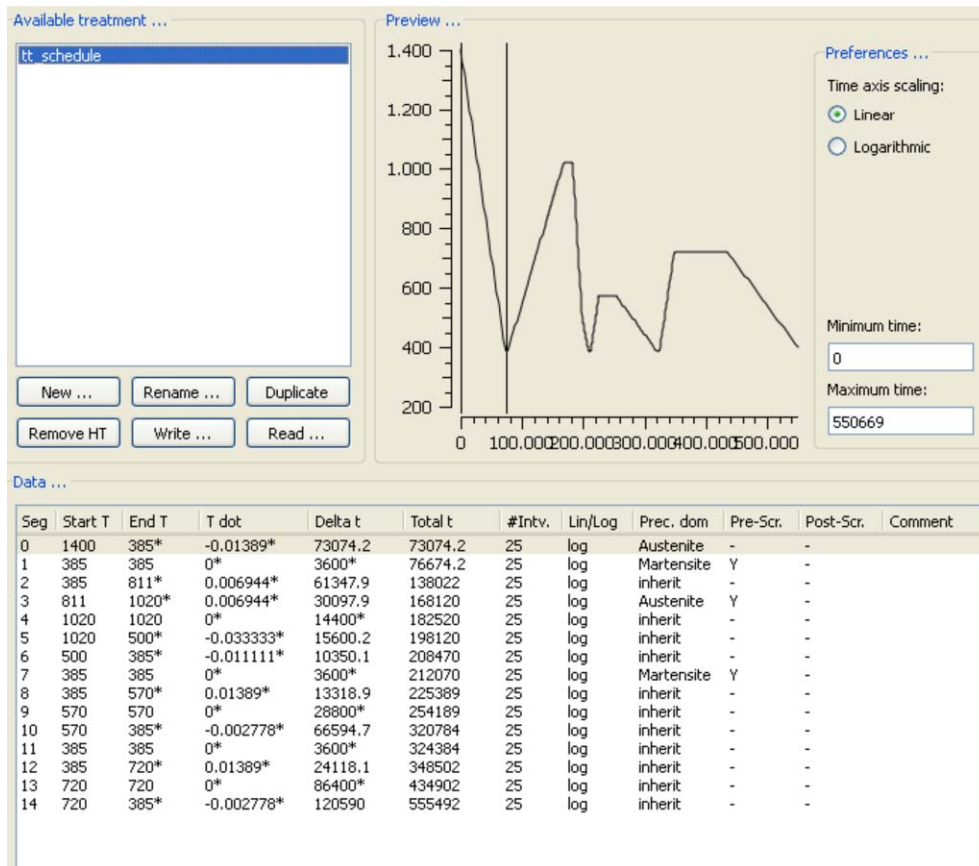 Available treatment ...
tt_schedule
New ... Rename ... Duplicate
Remove HT Write ... Read ...
Preview ...
1.400
1.200
1.000
800
600
400
200
0 100.000 200.000 300.000 400.000 500.000
Preferences ...
Time axis scaling:
Linear
Logarithmic
Minimum time:
0
Maximum time:
550669
Data ...
Seg Start T End T T dot Delta t Total t #Intv. Lin/Log Prec. dom Pre-Scr. Post-Scr. Comment
0 1400 385* -0.01389* 73074.2 73074.2 25 log Austenite - -
1 385 385 0* 3600* 76674.2 25 log Martensite Y -
2 385 811* 0.006944* 61347.9 138022 25 log inherit - -
3 811 1020* 0.006944* 30097.9 168120 25 log Austenite Y -
4 1020 1020 0* 14400* 182520 25 log inherit - -
5 1020 500* -0.033333* 15600.2 198120 25 log inherit - -
6 500 385* -0.011111* 10350.1 208470 25 log inherit - -
7 385 385 0* 3600* 212070 25 log Martensite Y -
8 385 570* 0.01389* 13318.9 225389 25 log inherit - -
9 570 570 0* 28800* 254189 25 log inherit - -
10 570 385* -0.002778* 66594.7 320784 25 log inherit - -
11 385 385 0* 3600* 324384 25 log inherit - -
12 385 720* 0.01389* 24118.1 348502 25 log inherit - -
13 720 720 0* 86400* 434902 25 log inherit - -
14 720 385* -0.002778* 120590 555492 25 log inherit - -